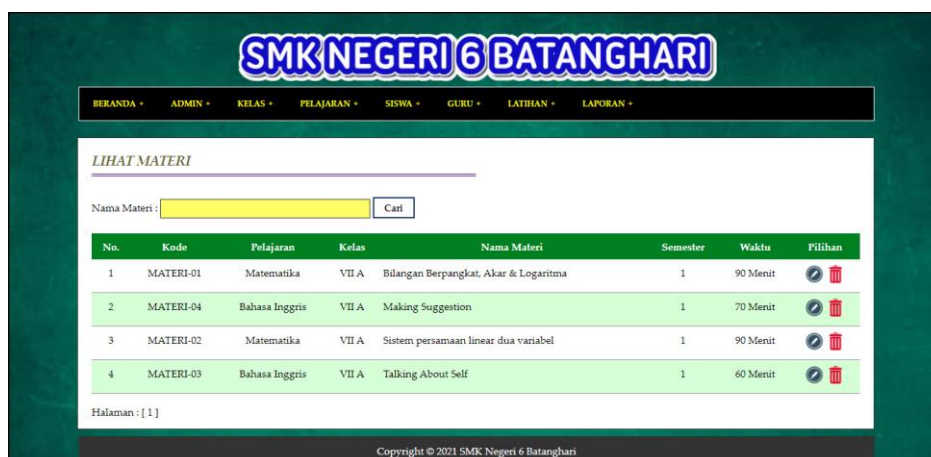 SMK NEGERI 6 BATANGHARI
BERANDA + ADMIN + KELAS + PELAJARAN + SISWA + GURU + LATIHAN + LAPORAN +
LIHAT MATERI
Nama Materi : Cari
No. Kode Pelajaran Kelas Nama Materi Semester Waktu Pilihan
1 MATERI-01 Matematika VII A Bilangan Berpangkat, Akar & Logaritma 1 90 Menit
2 MATERI-04 Bahasa Inggris VII A Making Suggestion 1 70 Menit
3 MATERI-02 Matematika VII A Sistem persamaan linear dua variabel 1 90 Menit
4 MATERI-03 Bahasa Inggris VII A Talking About Self 1 60 Menit
Halaman : [ 1 ]
Copyright © 2021 SMK Negeri 6 Batanghari